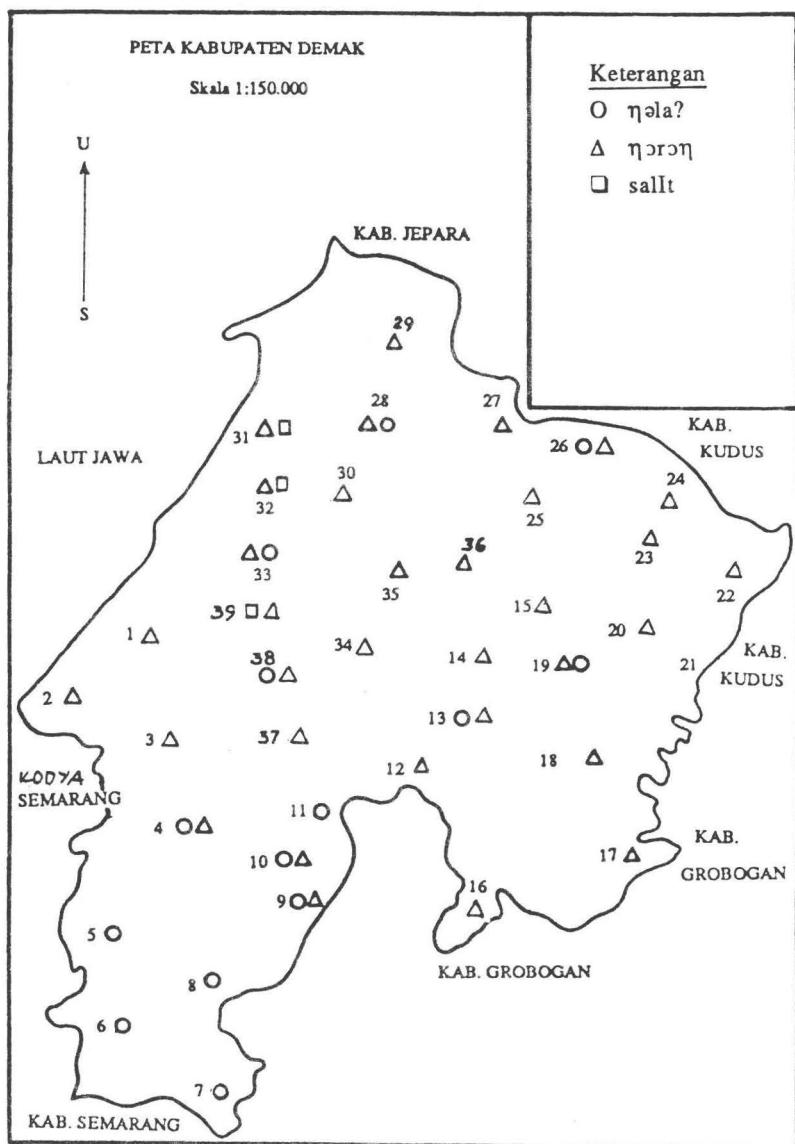 PETA KABUPATEN DEMAK
Skala 1:150.000
Keterangan
ηəla?
ηɔrɔη
salIt
U
S
KAB. JEPARA
29
28
27
26
KAB.
KUDUS
31
LAUT JAWA
30
24
32
25
23
36
33
35
22
39
15
1
20
34
14
19
21
KAB.
KUDUS
38
2
13
3
37
18
12
KODYA
SEMARANG
11
4
10
17
KAB.
GROBOGAN
9
16
5
KAB. GROBOGAN
8
6
7
KAB. SEMARANG